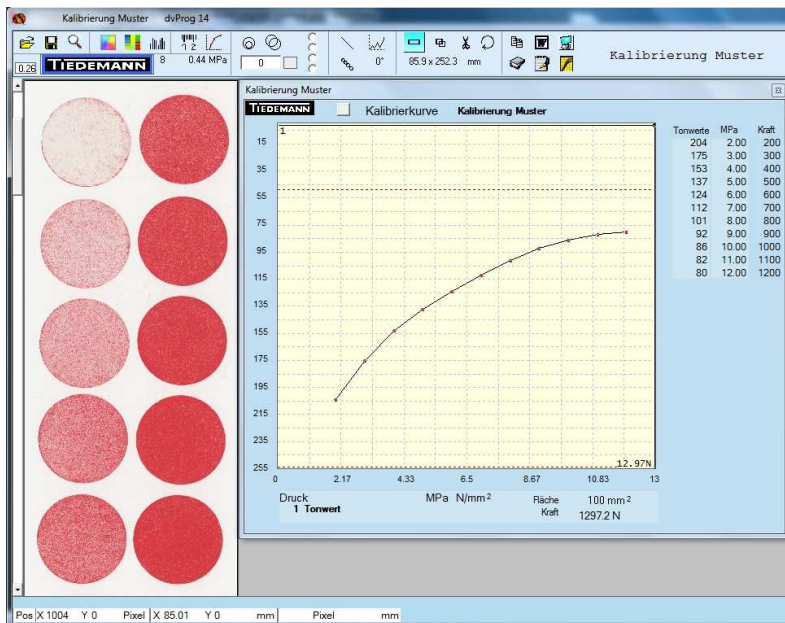 Kalibrierung Muster dvProg 14
0.26
TIEDEMANN
8
0.44 MPa
0
0°
85.9 x 252.3 mm
Kalibrierung Muster
Kalibrierung Muster
TIEDEMANN
Kalibrierkurve Kalibrierung Muster
1
15
35
55
75
95
115
135
155
175
195
215
235
255
12.97N
0 2.17 4.33 6.5 8.67 10.83 13
Druck MPa N/mm²
1 Tonwert
Fläche 100 mm²
Kraft 1297.2 N
Tonwerte MPa Kraft
204 2.00 200
175 3.00 300
153 4.00 400
137 5.00 500
124 6.00 600
112 7.00 700
101 8.00 800
92 9.00 900
86 10.00 1000
82 11.00 1100
80 12.00 1200
Pos X 1004 Y 0 Pixel X 85.01 Y 0 mm Pixel mm